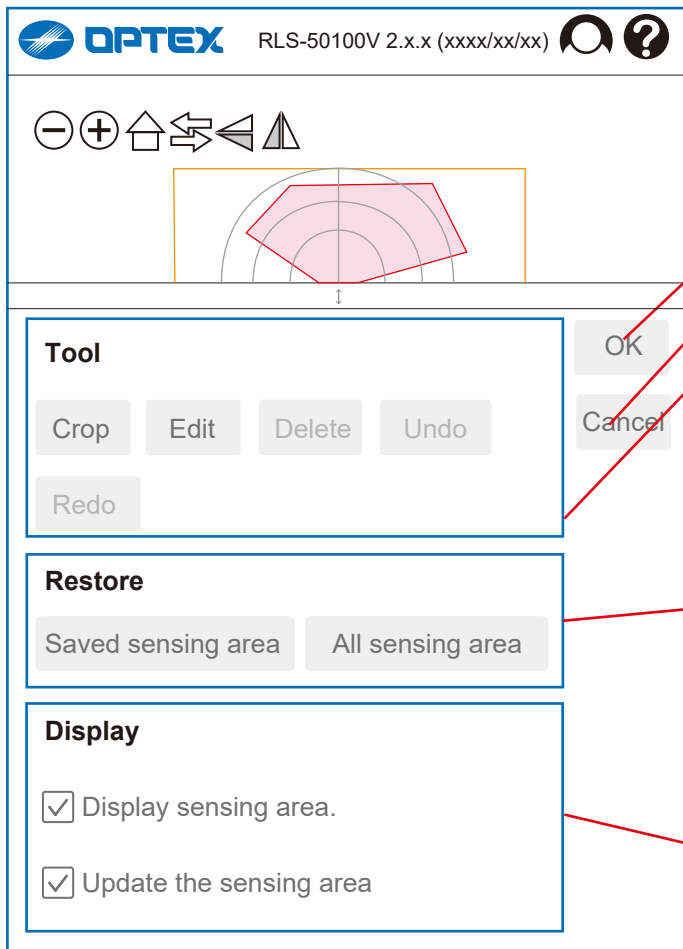 OPTEX RLS-50100V 2.x.x (xxxx/xx/xx) ?
Tool
OK
Crop Edit Delete Undo
Cancel
Redo
Restore
Saved sensing area All sensing area
Display
Display sensing area.
Update the sensing area